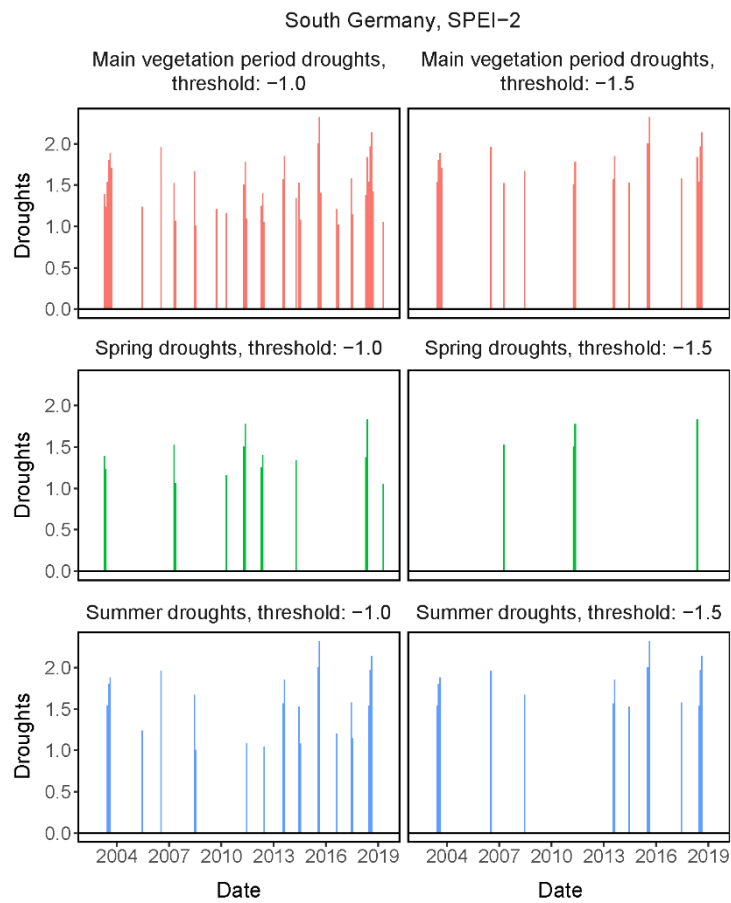 South Germany, SPEI−2
Main vegetation period droughts,
threshold: −1.0
Main vegetation period droughts,
threshold: −1.5
Droughts
2.0
1.5
1.0
0.5
0.0
Spring droughts, threshold: −1.0
Spring droughts, threshold: −1.5
Droughts
2.0
1.5
1.0
0.5
0.0
Summer droughts, threshold: −1.0
Summer droughts, threshold: −1.5
Droughts
2.0
1.5
1.0
0.5
0.0
2004 2007 2010 2013 2016 2019
2004 2007 2010 2013 2016 2019
Date
Date